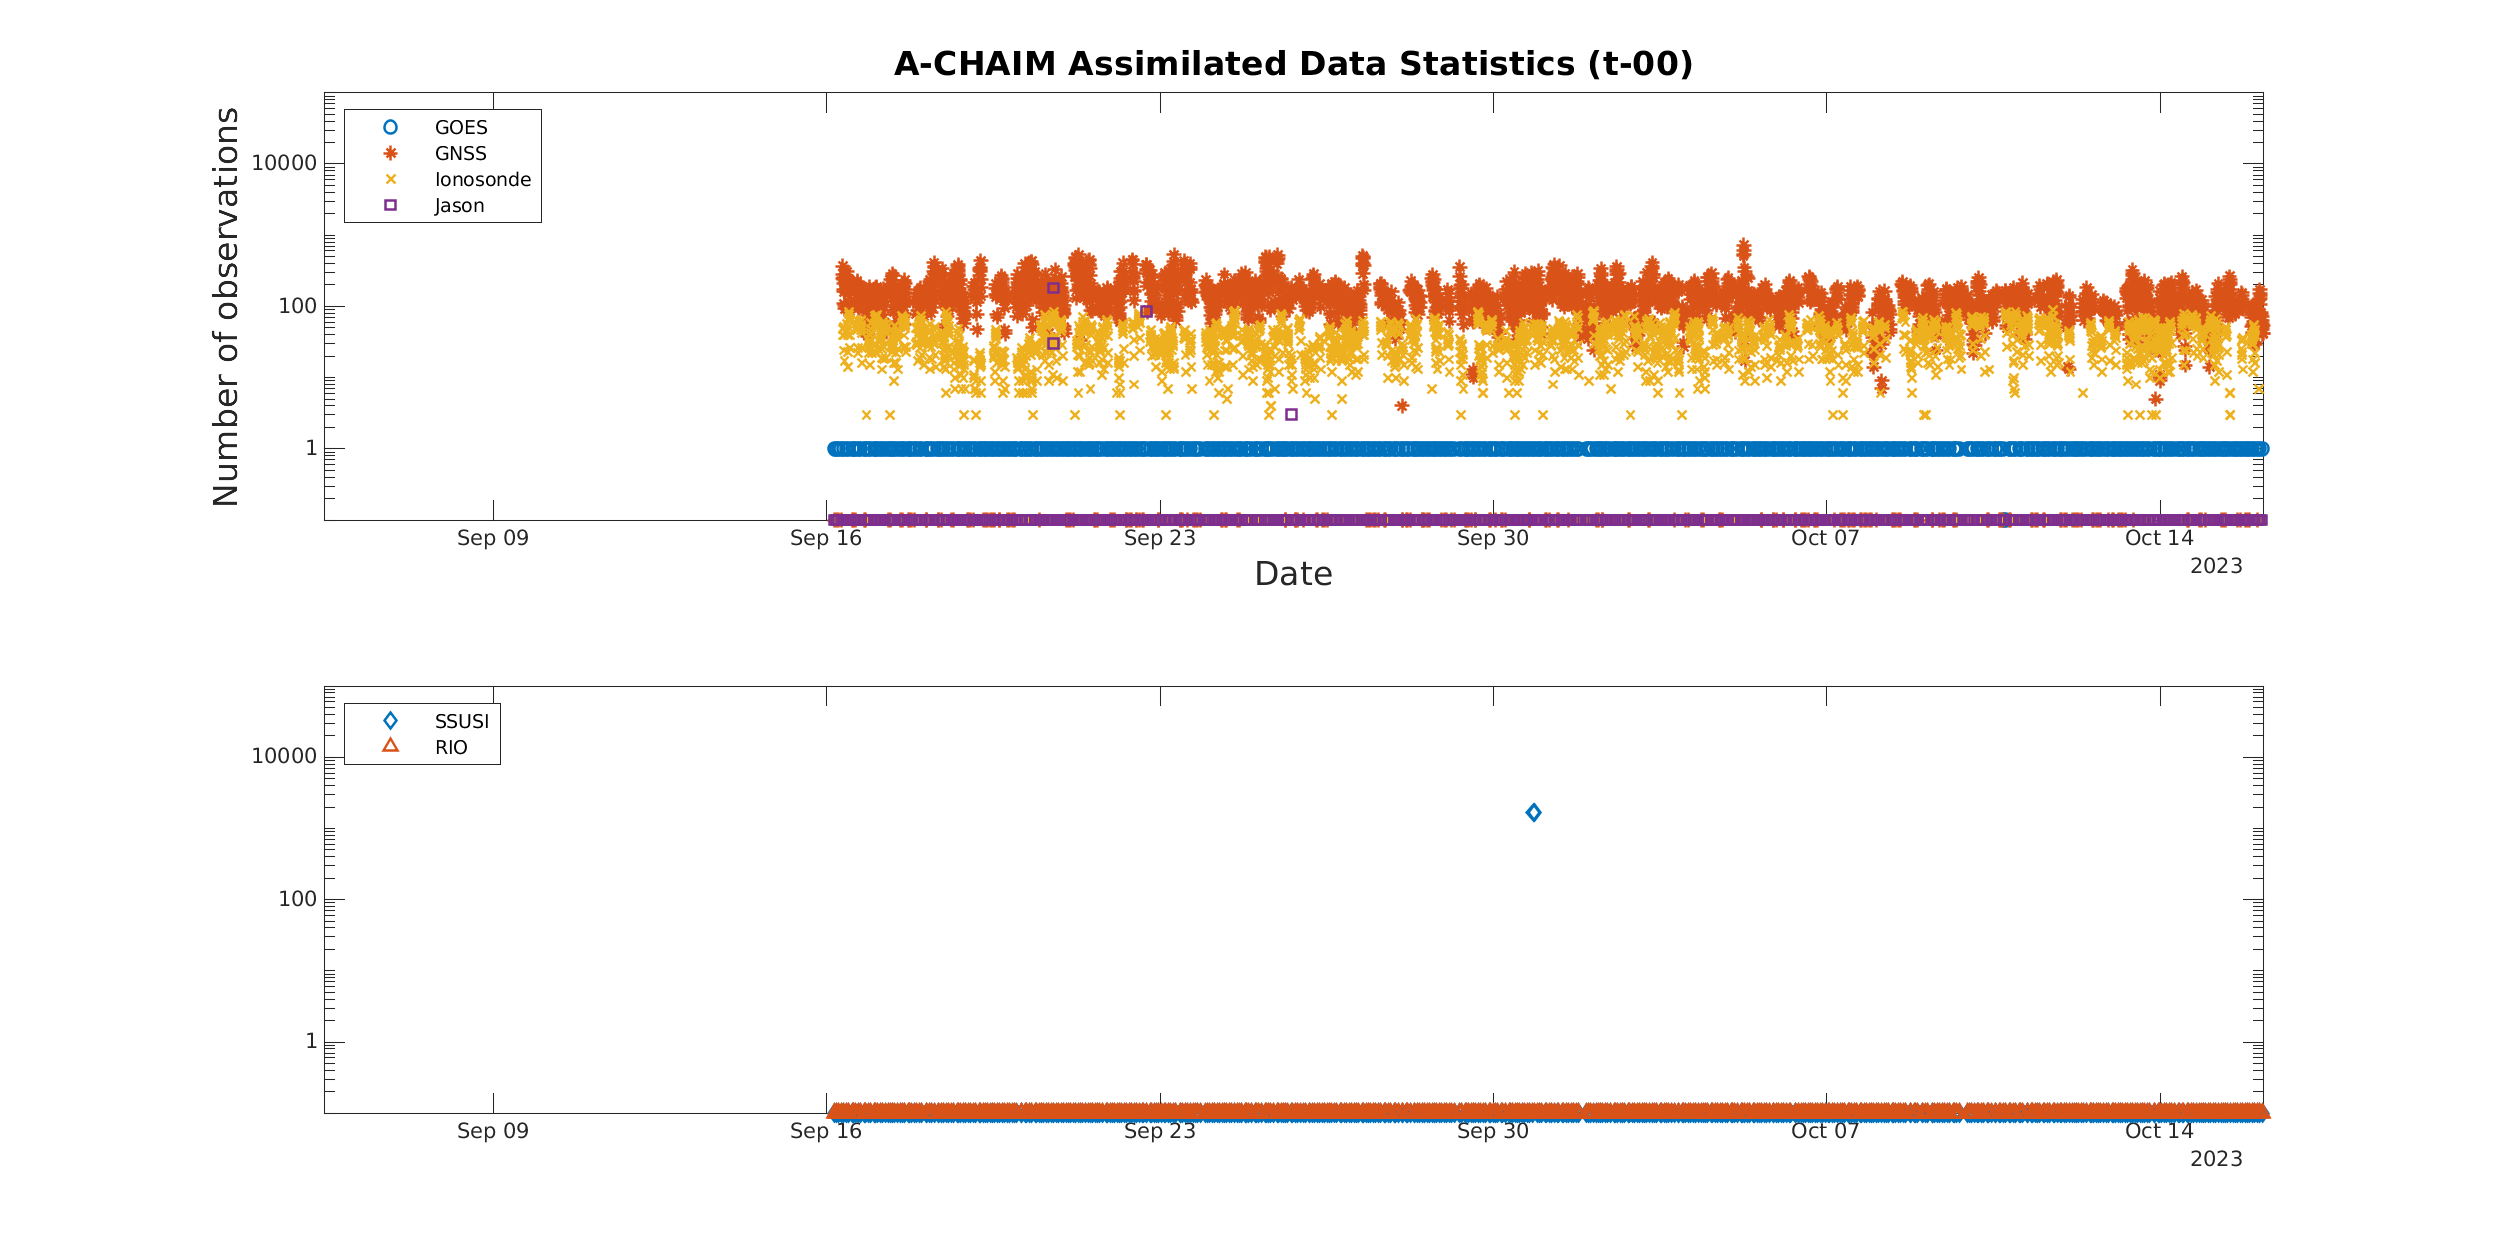 A-CHAIM Assimilated Data Statistics (t-00)
Number of observations
10000
100
1
GOES
GNSS
Ionosonde
Jason
Sep 09 Sep 16 Sep 23 Sep 30 Oct 07 Oct 14
2023
Date
10000
100
1
SSUSI
RIO
Sep 09 Sep 16 Sep 23 Sep 30 Oct 07 Oct 14
2023